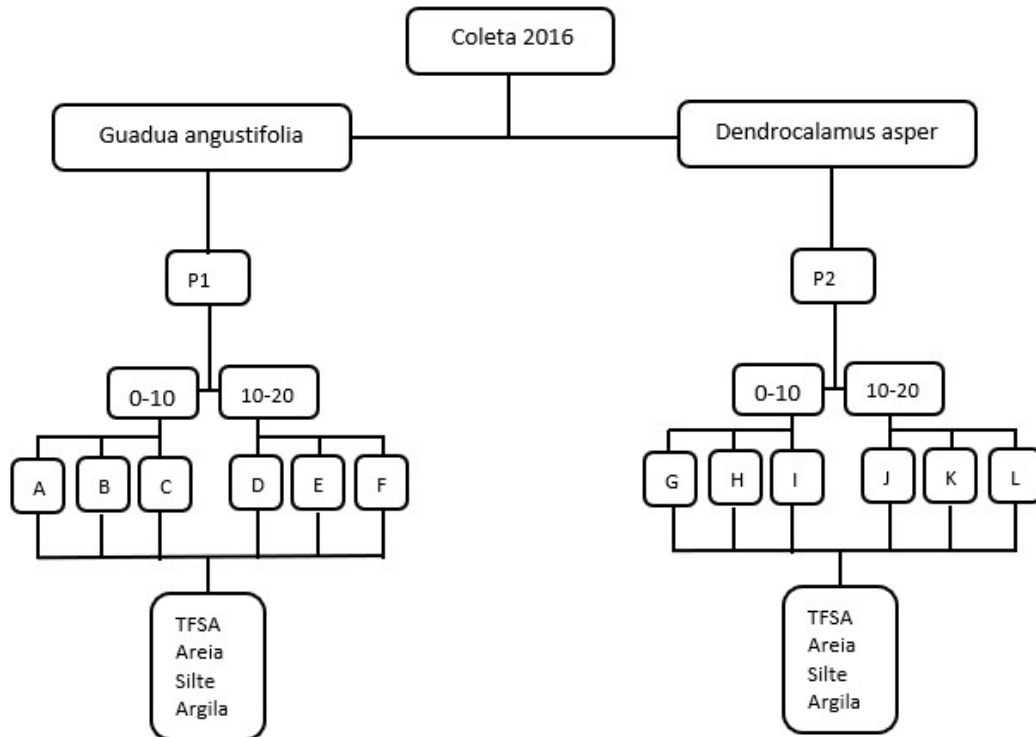 Coleta 2016
Guadua angustifolia
Dendrocalamus asper
P1
P2
0-10
10-20
0-10
10-20
A
B
C
D
E
F
G
H
I
J
K
L
TFSA
Areia
Silte
Argila
TFSA
Areia
Silte
Argila